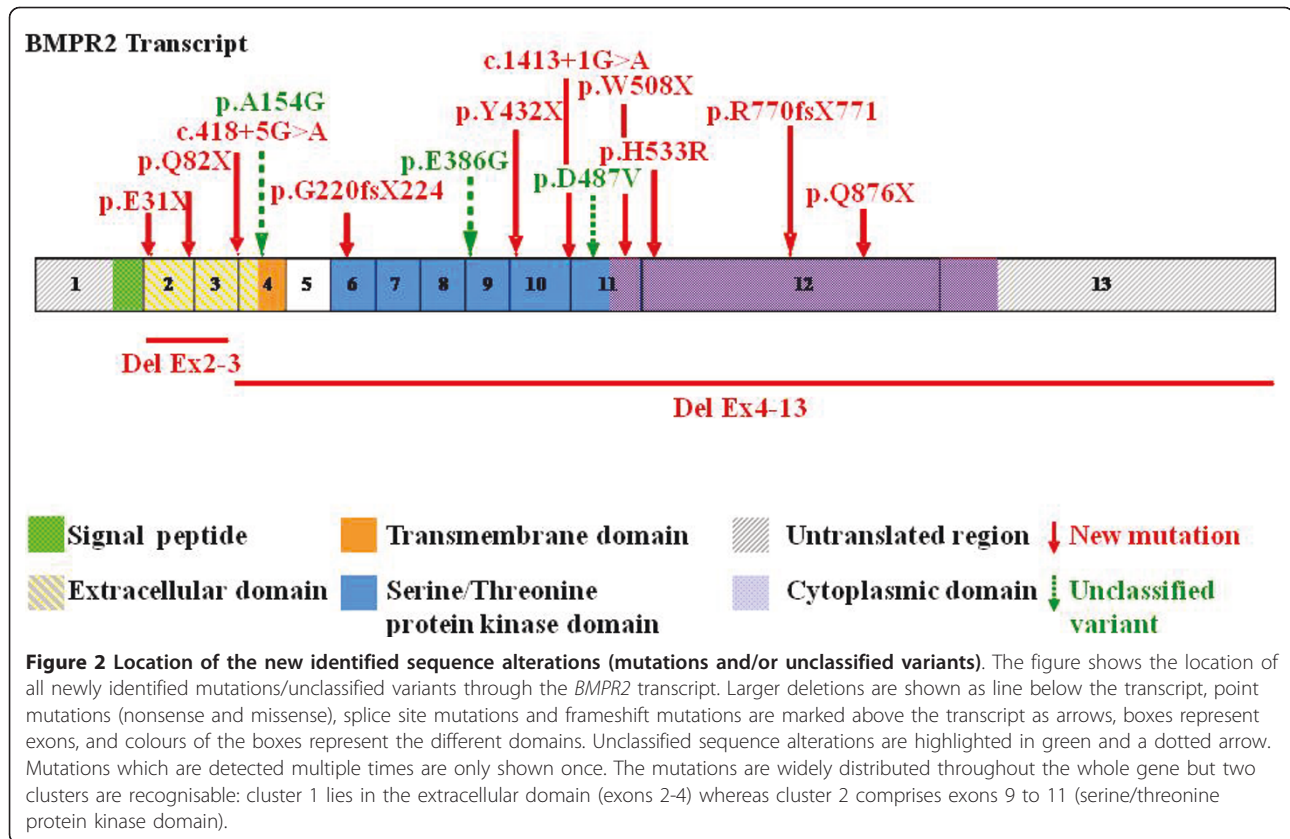 BMPR2 Transcript
c.1413+1G>A
p.W508X
p.A154G
c.418+5G>A
p.Y432X
p.R770fsX771
p.Q82X
p.E386G
p.H533R
p.E31X
p.G220fsX224
p.D487V
p.Q876X
1 2 3 4 5 6 7 8 9 10 11 12 13
Del Ex2-3
Del Ex4-13
Signal peptide
Transmembrane domain
Untranslated region
New mutation
Extracellular domain
Serine/Threonine
protein kinase domain
Cytoplasmic domain
Unclassified
variant
Figure 2 Location of the new identified sequence alterations (mutations and/or unclassified variants). The figure shows the location of
all newly identified mutations/unclassified variants through the BMPR2 transcript. Larger deletions are shown as line below the transcript, point
mutations (nonsense and missense), splice site mutations and frameshift mutations are marked above the transcript as arrows, boxes represent
exons, and colours of the boxes represent the different domains. Unclassified sequence alterations are highlighted in green and a dotted arrow.
Mutations which are detected multiple times are only shown once. The mutations are widely distributed throughout the whole gene but two
clusters are recognisable: cluster 1 lies in the extracellular domain (exons 2-4) whereas cluster 2 comprises exons 9 to 11 (serine/threonine
protein kinase domain).